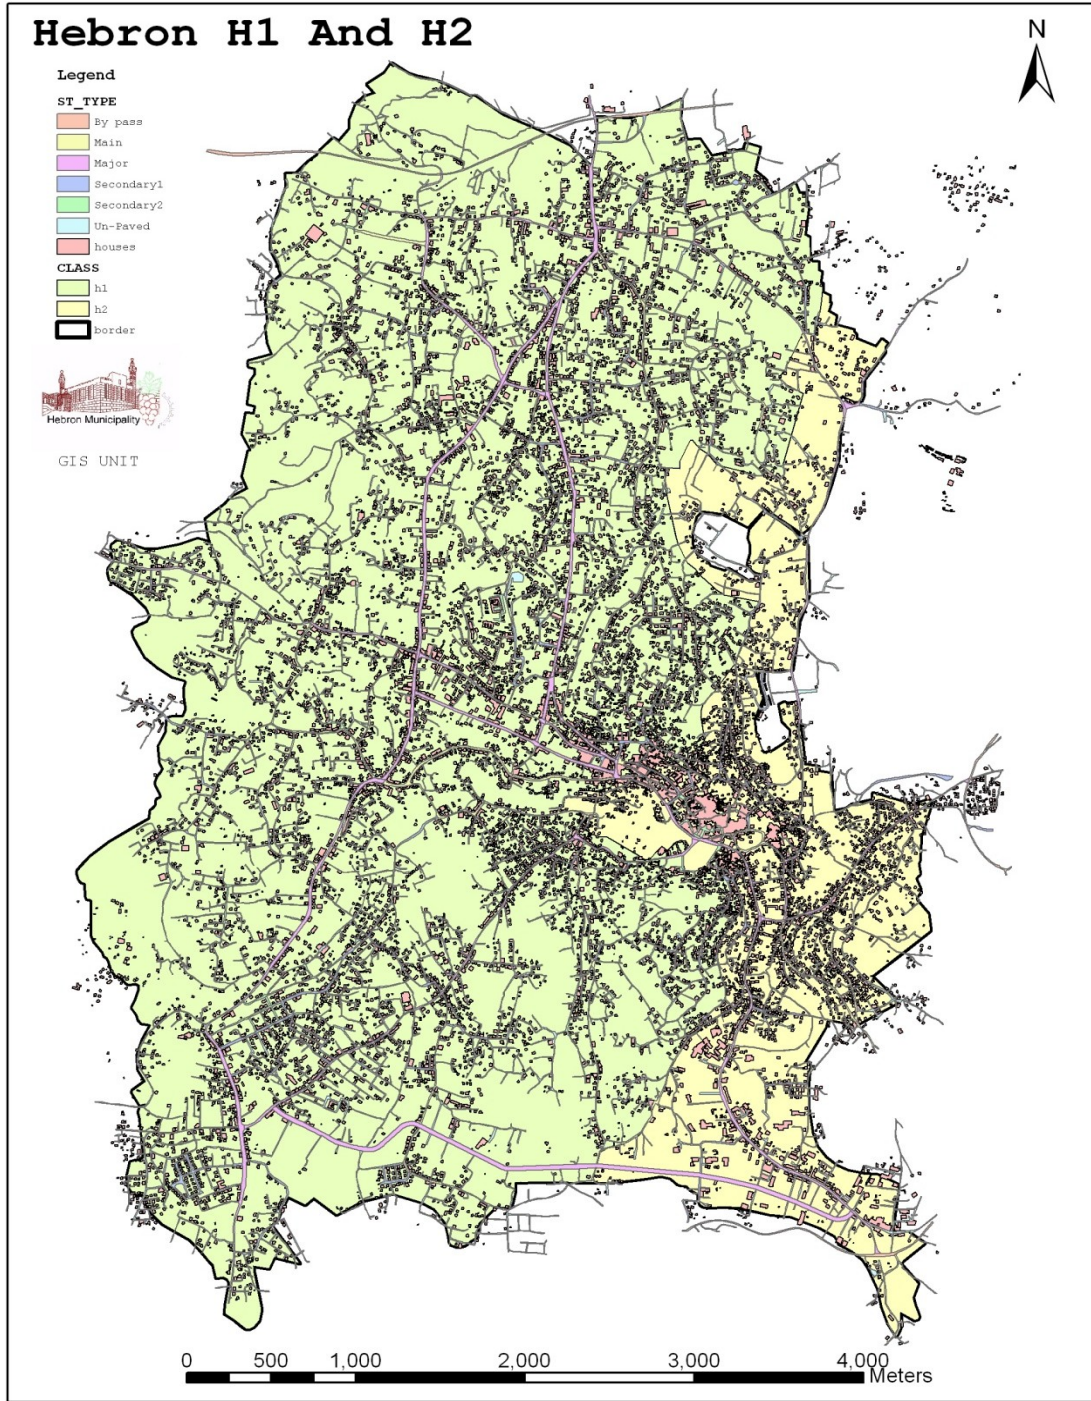 Hebron H1 And H2
N
Legend
ST_TYPE
By pass
Main
Major
Secondary1
Secondary2
Un-Paved
houses
CLASS
h1
h2
border
Hebron Municipality
GIS UNIT
0 500 1,000 2,000 3,000 4,000
Meters